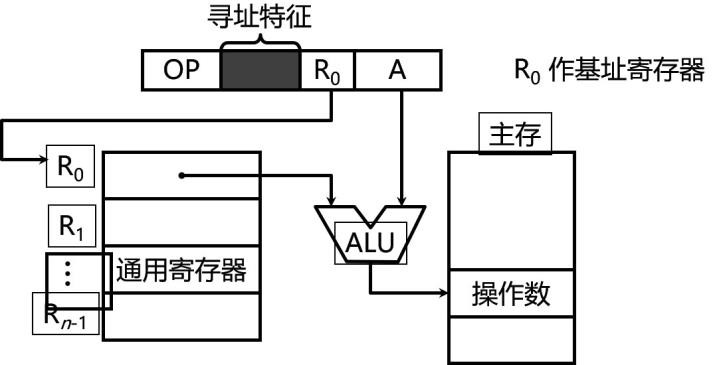 寻址特征
OP R₀ A
R₀ 作基址寄存器
主存
R₀
R₁
ALU
⋮
通用寄存器
操作数
Rₙ₋₁